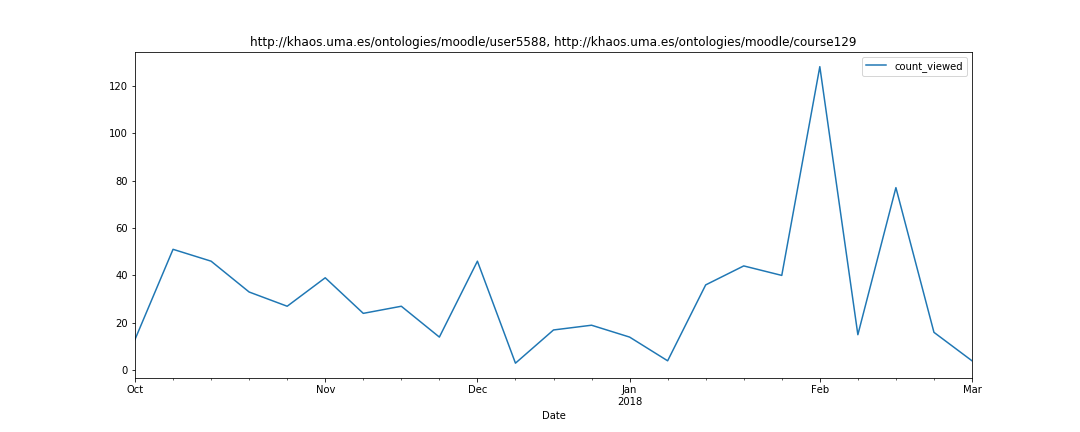 http://khaos.uma.es/ontologies/moodle/user5588, http://khaos.uma.es/ontologies/moodle/course129
count_viewed
120
100
80
60
40
20
0
Oct Nov Dec Jan Feb Mar
2018
Date